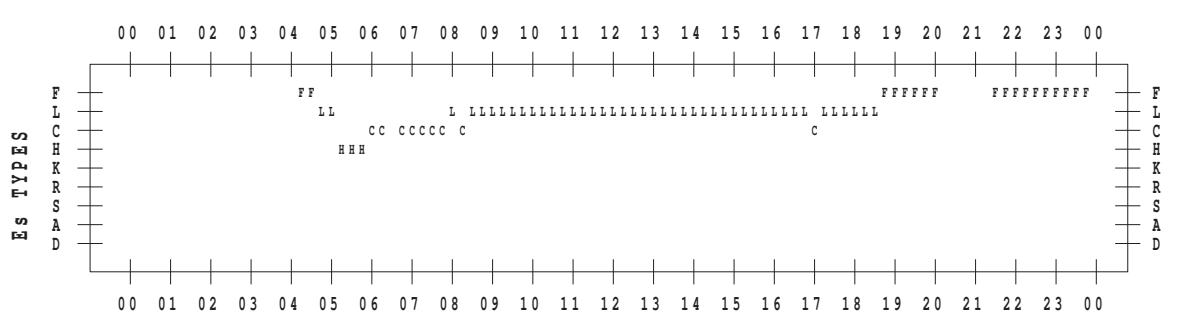 00 01 02 03 04 05 06 07 08 09 10 11 12 13 14 15 16 17 18 19 20 21 22 23 00
F FF FFFFFF FFFFFFFFFF F
L LL L LLLLLLLLLLLLLLLLLLLLLLLLLLLLLLLLLL LLLLLL L
C CC CCCCC C C C
H HHH H
K K
R R
S S
A A
D D
Es TYPES
00 01 02 03 04 05 06 07 08 09 10 11 12 13 14 15 16 17 18 19 20 21 22 23 00